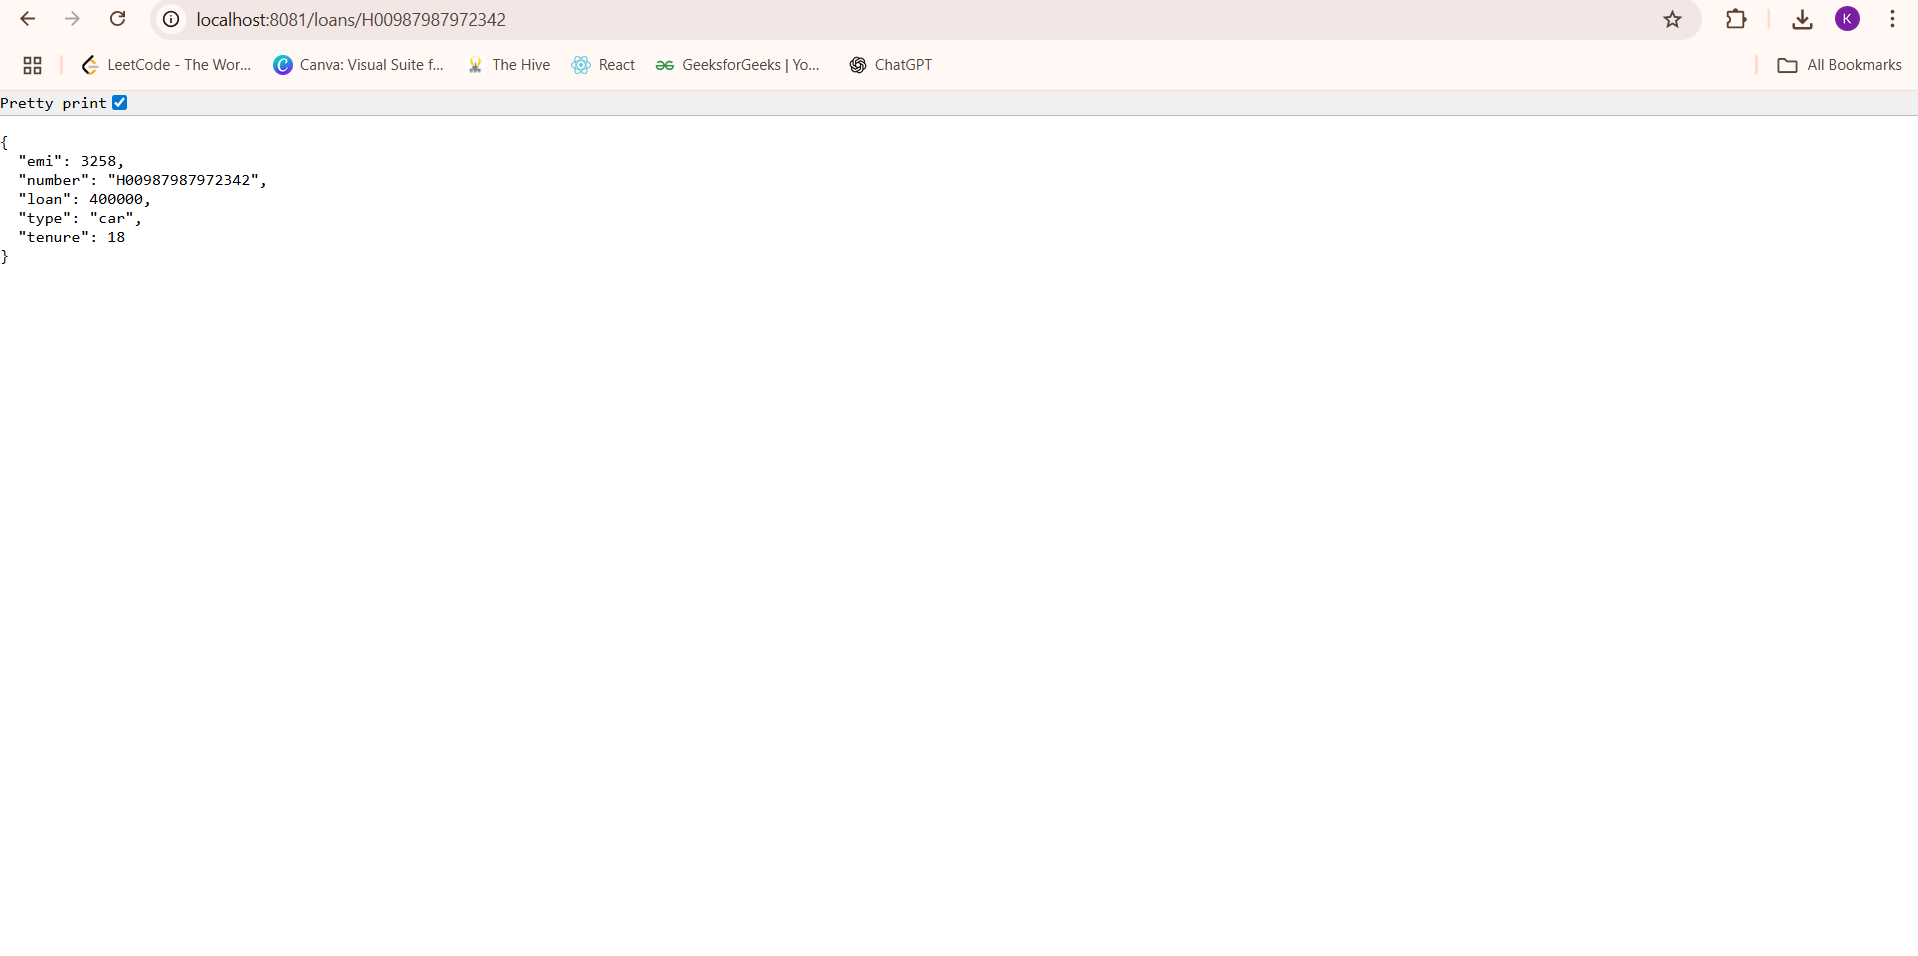 localhost:8081/loans/H00987987972342
K
LeetCode - The Wor...
Canva: Visual Suite f...
The Hive
React
GeeksforGeeks | Yo...
ChatGPT
All Bookmarks
Pretty print
{
  "emi": 3258,
  "number": "H00987987972342",
  "loan": 400000,
  "type": "car",
  "tenure": 18
}